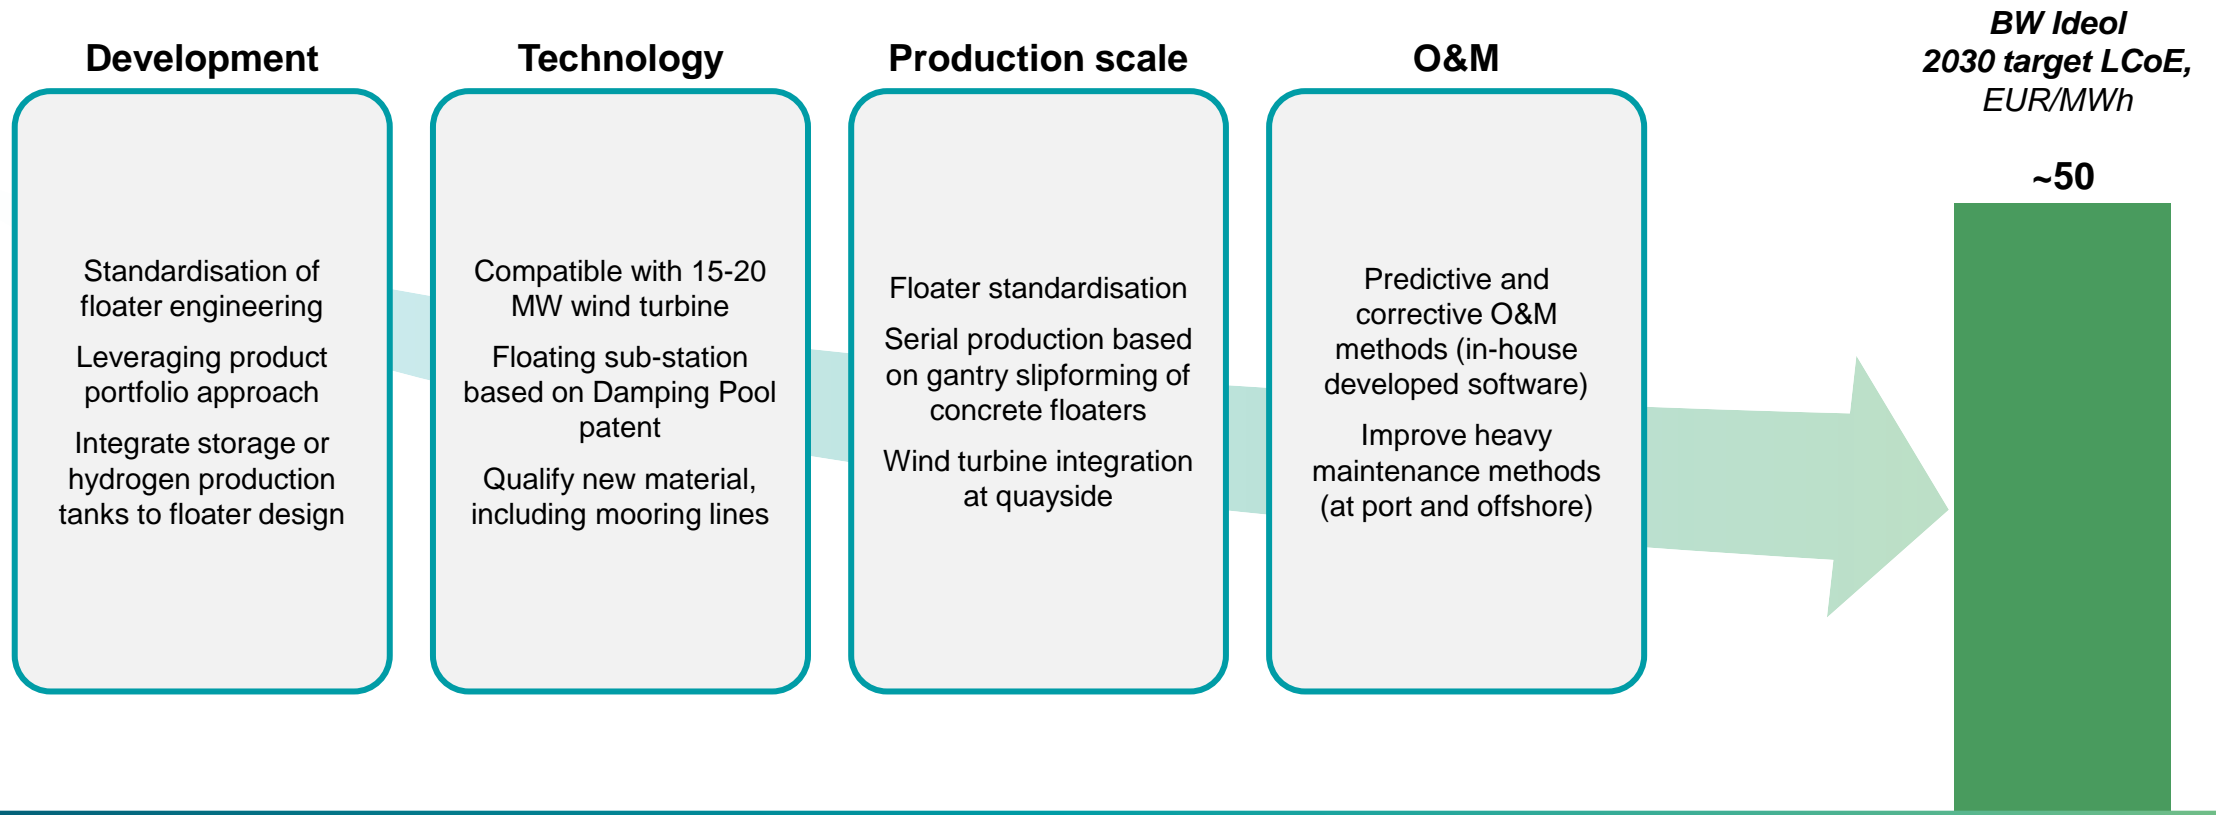 Development
Standardisation of
floater engineering
Leveraging product
portfolio approach
Integrate storage or
hydrogen production
tanks to floater design
Technology
Compatible with 15-20
MW wind turbine
Floating sub-station
based on Damping Pool
patent
Qualify new material,
including mooring lines
Production scale
Floater standardisation
Serial production based
on gantry slipforming of
concrete floaters
Wind turbine integration
at quayside
O&M
Predictive and
corrective O&M
methods (in-house
developed software)
Improve heavy
maintenance methods
(at port and offshore)
BW Ideol
2030 target LCoE,
EUR/MWh
~50